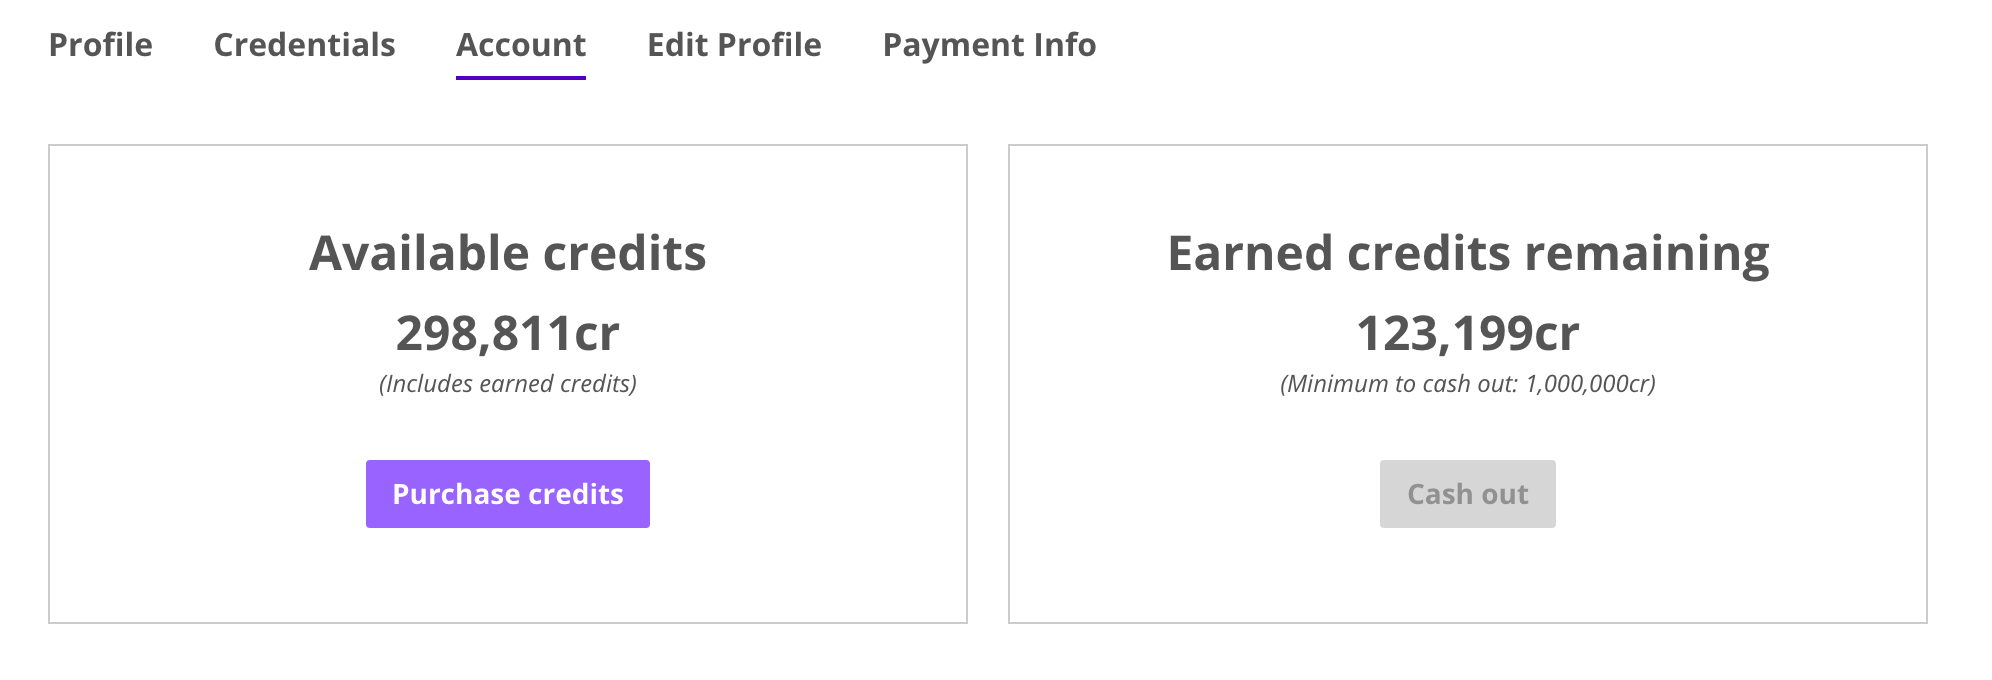 Profile Credentials Account Edit Profile Payment Info
Available credits
298,811cr
(Includes earned credits)
Purchase credits
Earned credits remaining
123,199cr
(Minimum to cash out: 1,000,000cr)
Cash out